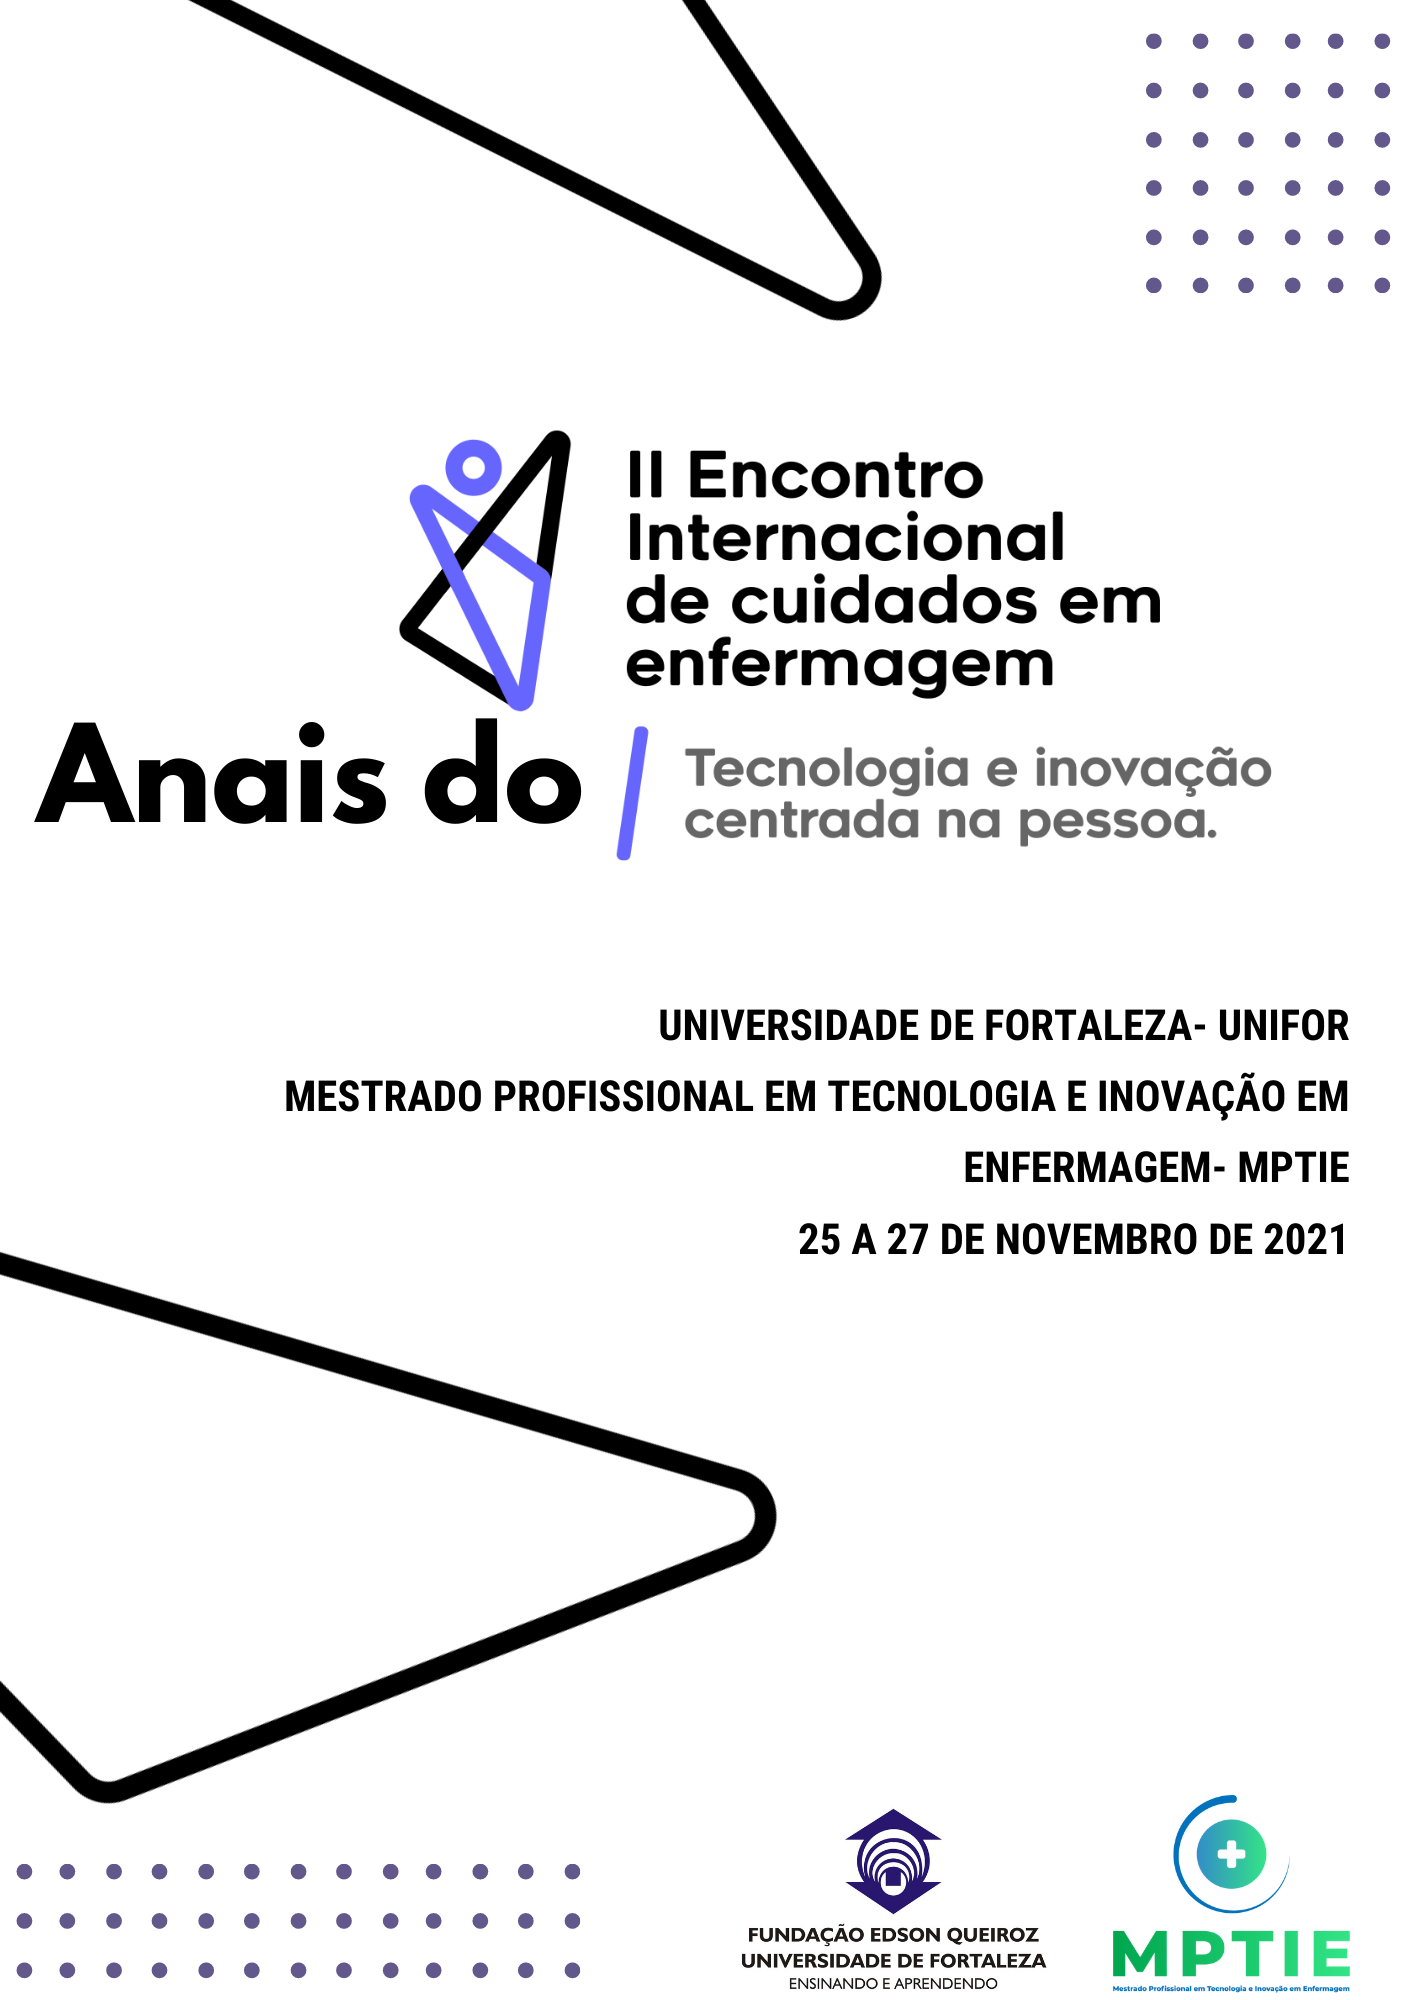 II Encontro
Internacional
de cuidados em
enfermagem
Anais do
Tecnologia e inovação
centrada na pessoa.
UNIVERSIDADE DE FORTALEZA- UNIFOR
MESTRADO PROFISSIONAL EM TECNOLOGIA E INOVAÇÃO EM
ENFERMAGEM- MPTIE
25 A 27 DE NOVEMBRO DE 2021
FUNDAÇÃO EDSON QUEIROZ
UNIVERSIDADE DE FORTALEZA
ENSINANDO E APRENDENDO
MPTIE
Mestrado Profissional em Tecnologia e Inovação em Enfermagem